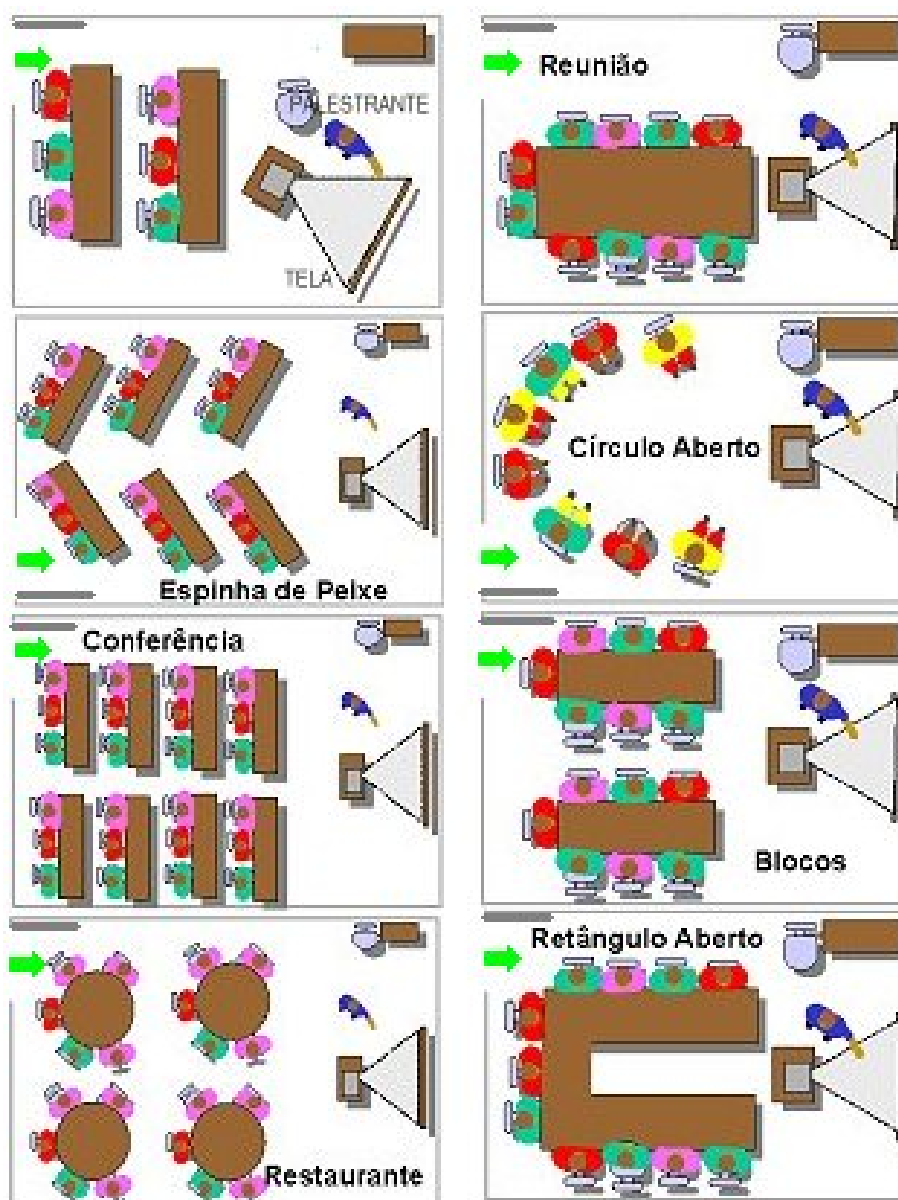 PALESTRANTE
TELA
Reunião
Espinha de Peixe
Círculo Aberto
Conferência
Blocos
Restaurante
Retângulo Aberto